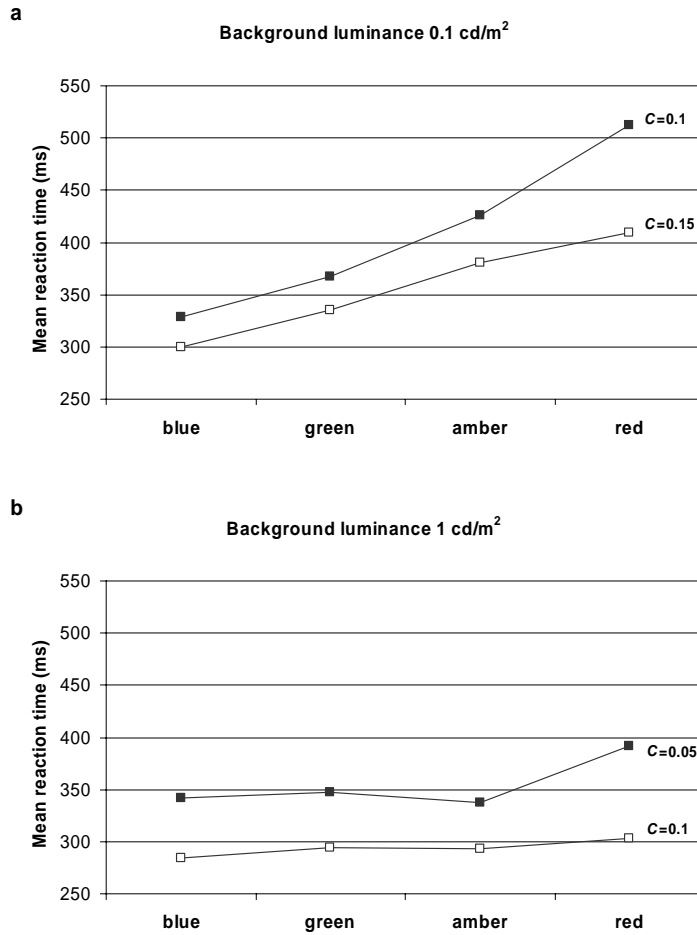 a
Background luminance 0.1 cd/m²
Mean reaction time (ms)
550
500
450
400
350
300
250
C=0.1
C=0.15
blue green amber red
b
Background luminance 1 cd/m²
Mean reaction time (ms)
550
500
450
400
350
300
250
C=0.05
C=0.1
blue green amber red